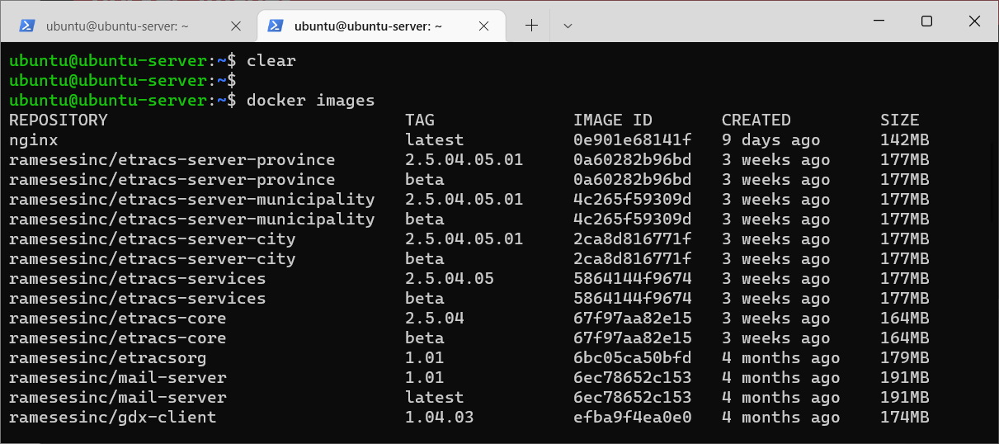 ubuntu@ubuntu-server: ~ ubuntu@ubuntu-server: ~
ubuntu@ubuntu-server:~$ clear
ubuntu@ubuntu-server:~$
ubuntu@ubuntu-server:~$ docker images
REPOSITORY TAG IMAGE ID CREATED SIZE
nginx latest 0e901e68141f 9 days ago 142MB
ramesesinc/etracs-server-province 2.5.04.05.01 0a60282b96bd 3 weeks ago 177MB
ramesesinc/etracs-server-province beta 0a60282b96bd 3 weeks ago 177MB
ramesesinc/etracs-server-municipality 2.5.04.05.01 4c265f59309d 3 weeks ago 177MB
ramesesinc/etracs-server-municipality beta 4c265f59309d 3 weeks ago 177MB
ramesesinc/etracs-server-city 2.5.04.05.01 2ca8d816771f 3 weeks ago 177MB
ramesesinc/etracs-server-city beta 2ca8d816771f 3 weeks ago 177MB
ramesesinc/etracs-services 2.5.04.05 5864144f9674 3 weeks ago 177MB
ramesesinc/etracs-services beta 5864144f9674 3 weeks ago 177MB
ramesesinc/etracs-core 2.5.04 67f97aa82e15 3 weeks ago 164MB
ramesesinc/etracs-core beta 67f97aa82e15 3 weeks ago 164MB
ramesesinc/etracsorg 1.01 6bc05ca50bfd 4 months ago 179MB
ramesesinc/mail-server 1.01 6ec78652c153 4 months ago 191MB
ramesesinc/mail-server latest 6ec78652c153 4 months ago 191MB
ramesesinc/gdx-client 1.04.03 efba9f4ea0e0 4 months ago 174MB